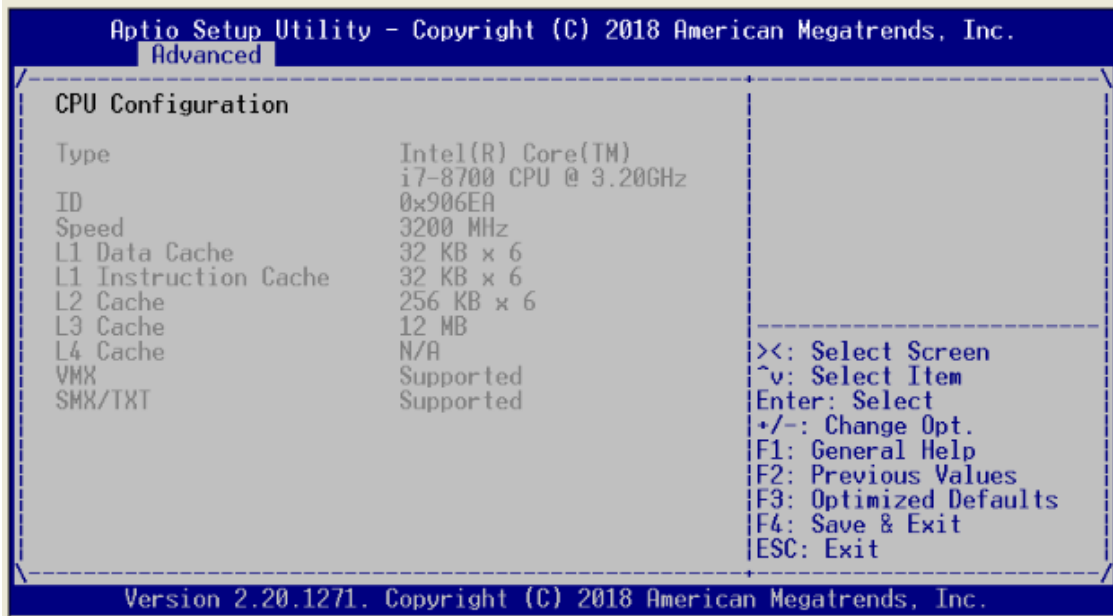 Aptio Setup Utility - Copyright (C) 2018 American Megatrends, Inc.
Advanced
CPU Configuration
Type Intel(R) Core(TM)
i7-8700 CPU @ 3.20GHz
ID 0x906EA
Speed 3200 MHz
L1 Data Cache 32 KB x 6
L1 Instruction Cache 32 KB x 6
L2 Cache 256 KB x 6
L3 Cache 12 MB
L4 Cache N/A
VMX Supported
SMX/TXT Supported
><: Select Screen
^v: Select Item
Enter: Select
+/-: Change Opt.
F1: General Help
F2: Previous Values
F3: Optimized Defaults
F4: Save & Exit
ESC: Exit
Version 2.20.1271. Copyright (C) 2018 American Megatrends, Inc.